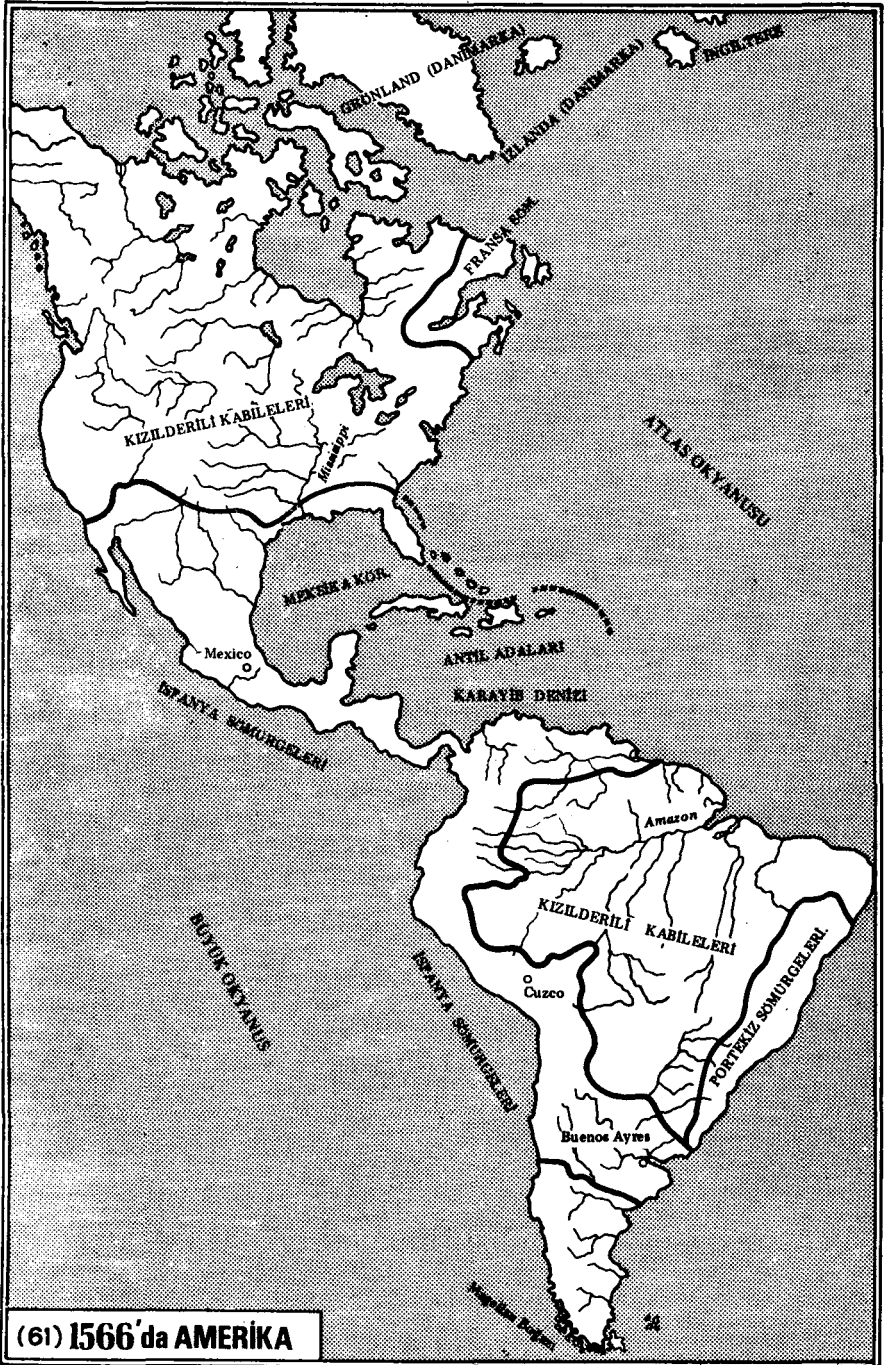 GRÖNLAND (DANİMARKA)
İZLANDA (DANİMARKA)
İNGİLTERE
FRANSA SÖM.
KIZILDERİLİ KABİLELERİ
Mississippi
ATLAS OKYANUSU
MEKSİKA KÖR.
Mexico
ANTİL ADALARI
KARAYİB DENİZİ
İSPANYA SÖMÜRGELERİ
Amazon
KIZILDERİLİ KABİLELERİ
BÜYÜK OKYANUS
İSPANYA SÖMÜRGELERİ
Cuzco
PORTEKİZ SÖMÜRGELERİ.
Buenos Ayres
Magellan Boğazı
(61) 1566'da AMERİKA